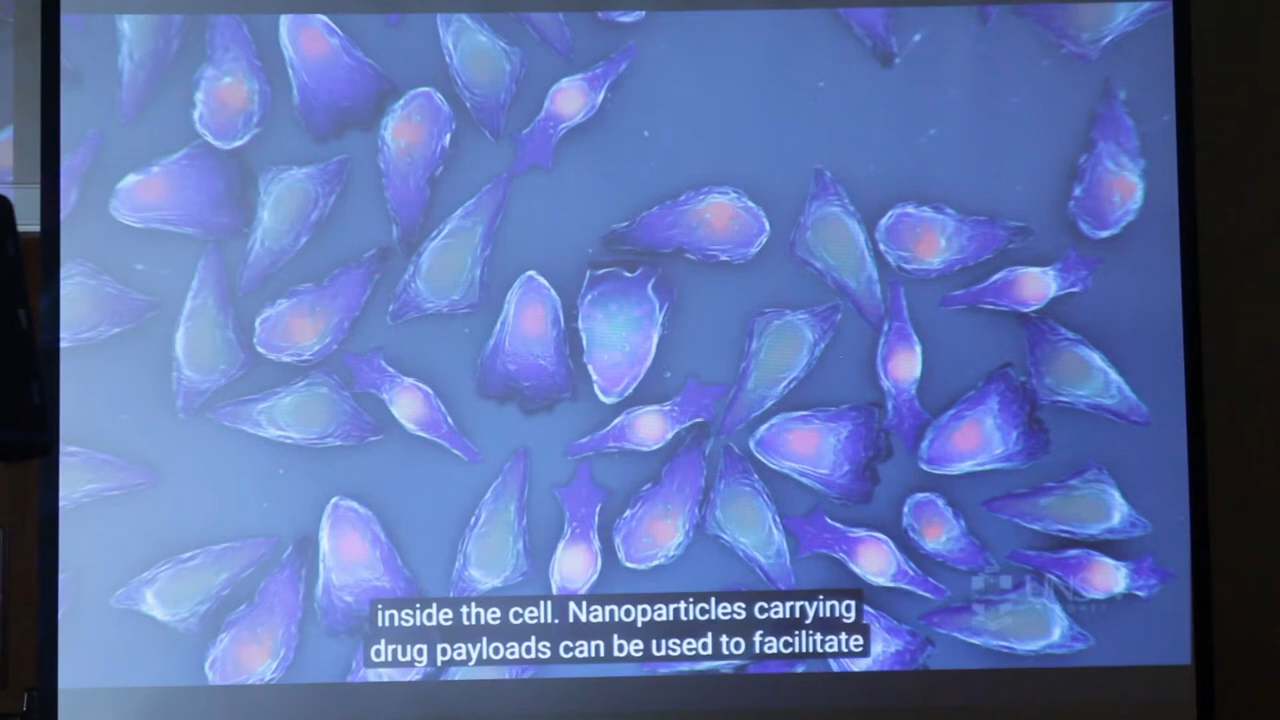 inside the cell. Nanoparticles carrying
drug payloads can be used to facilitate